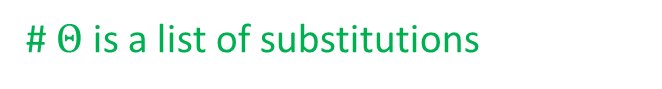 # Θ is a list of substitutions